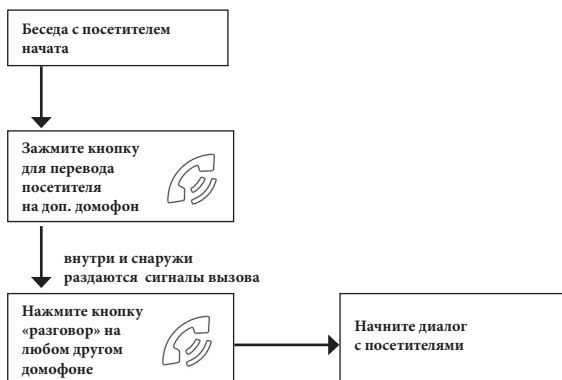 Беседа с посетителем
начата
Зажмите кнопку
для перевода
посетителя
на доп. домофон
внутри и снаружи
раздаются сигналы вызова
Нажмите кнопку
«разговор» на
любом другом
домофоне
Начните диалог
с посетителями